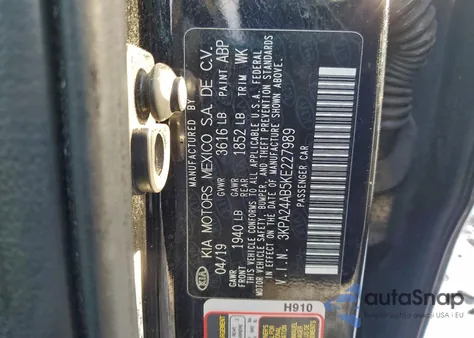 MANUFACTURED BY
KIA KIA MOTORS MEXICO S.A. DE C.V.
04/19 GVWR 3616 LB PAINT ABP
GAWR FRONT 1940 LB GAWR REAR 1852 LB TRIM WK
THIS VEHICLE CONFORMS TO ALL APPLICABLE U.S.A. FEDERAL
MOTOR VEHICLE SAFETY, BUMPER, AND THEFT PREVENTION STANDARDS
IN EFFECT ON THE DATE OF MANUFACTURE SHOWN ABOVE.
V.I.N. 3KPA24AB5KE227989
PASSENGER CAR
H910
autoSnap